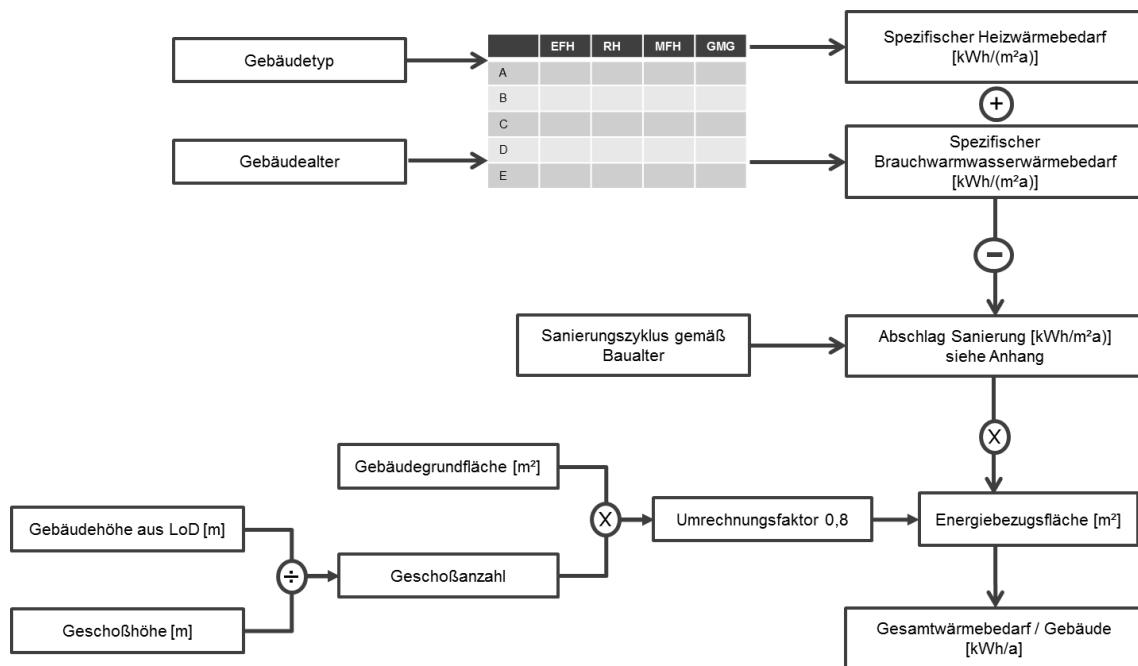 Gebäudetyp
EFH RH MFH GMG
A
B
C
D
E
Gebäudealter
Spezifischer Heizwärmebedarf
[kWh/(m²a)]
+
Spezifischer
Brauchwarmwasserwärmebedarf
[kWh/(m²a)]
−
Sanierungszyklus gemäß
Baualter
Abschlag Sanierung [kWh/m²a)]
siehe Anhang
X
Gebäudegrundfläche [m²]
Gebäudehöhe aus LoD [m]
÷
Geschoßhöhe [m]
Geschoßanzahl
X
Umrechnungsfaktor 0,8
Energiebezugsfläche [m²]
Gesamtwärmebedarf / Gebäude
[kWh/a]